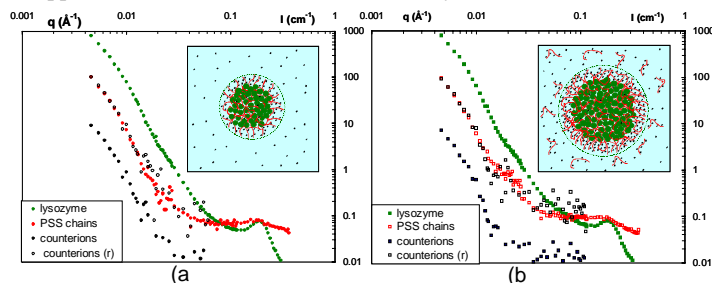 q (Å-1)
I (cm-1)
0.001 0.01 0.1 1
1000
100
10
1
0.1
0.01
lysozyme
PSS chains
counterions
counterions (r)
(a
q (Å-1)
I (cm-1)
0.001 0.01 0.1 1
1000
100
10
1
0.1
0.01
lysozyme
PSS chains
counterions
counterions (r)
(b